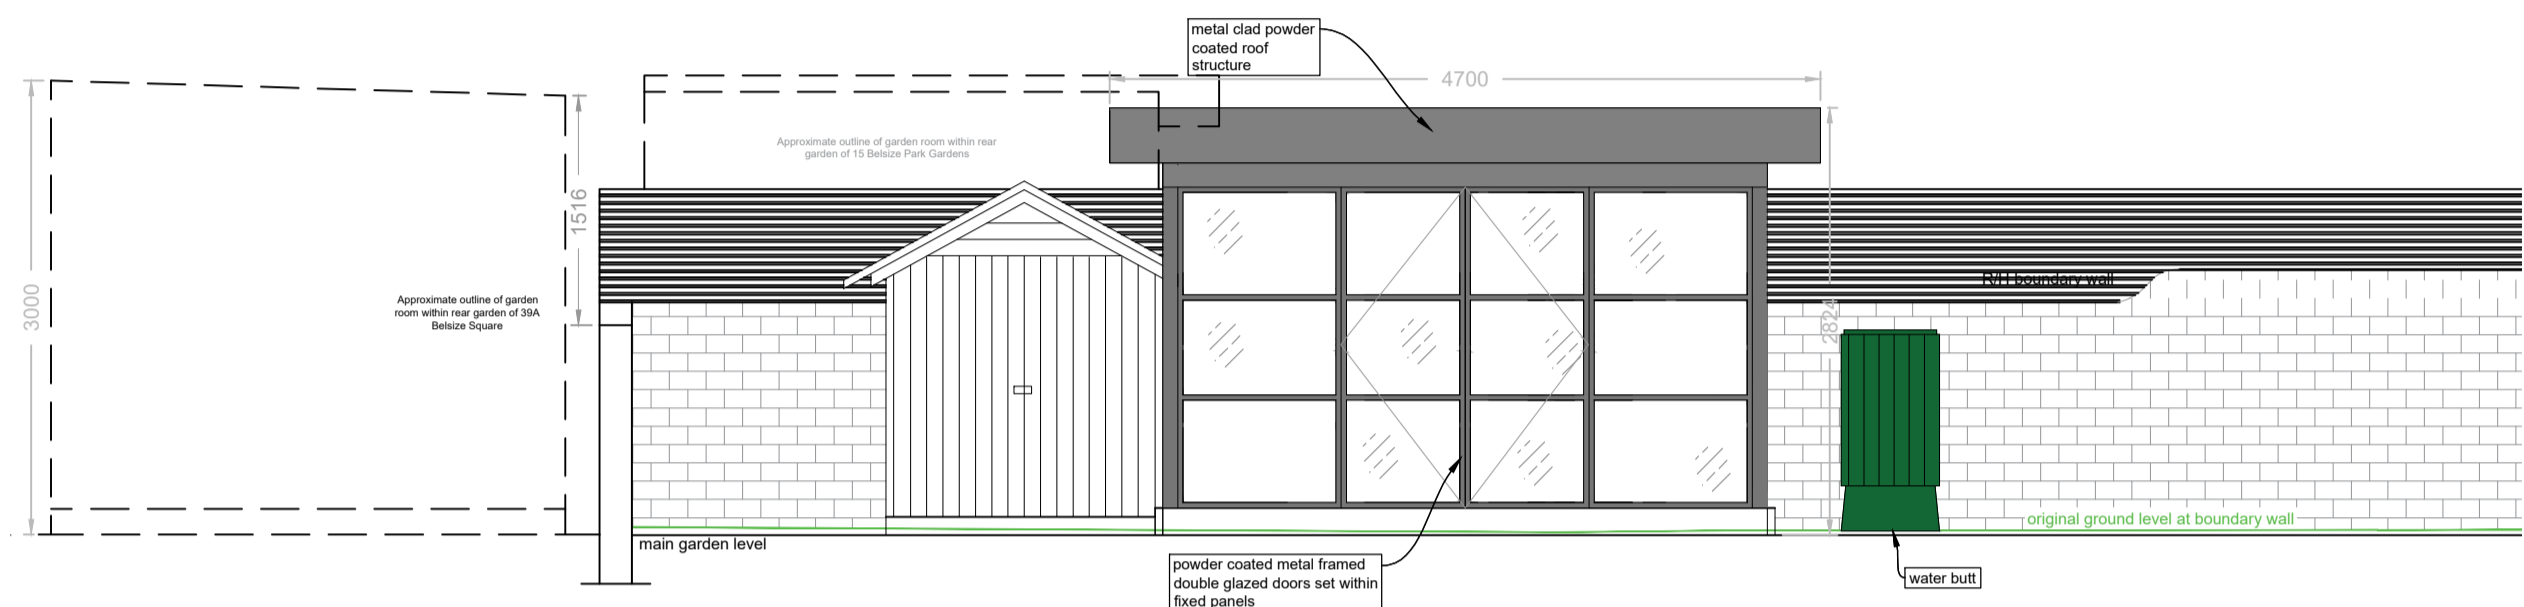 metal clad powder
coated roof
structure
4700
Approximate outline of garden room within rear
garden of 15 Belsize Park Gardens
1516
3000
Approximate outline of garden
room within rear garden of 39A
Belsize Square
R/H boundary wall
2824
original ground level at boundary wall
main garden level
powder coated metal framed
double glazed doors set within
fixed panels
water butt